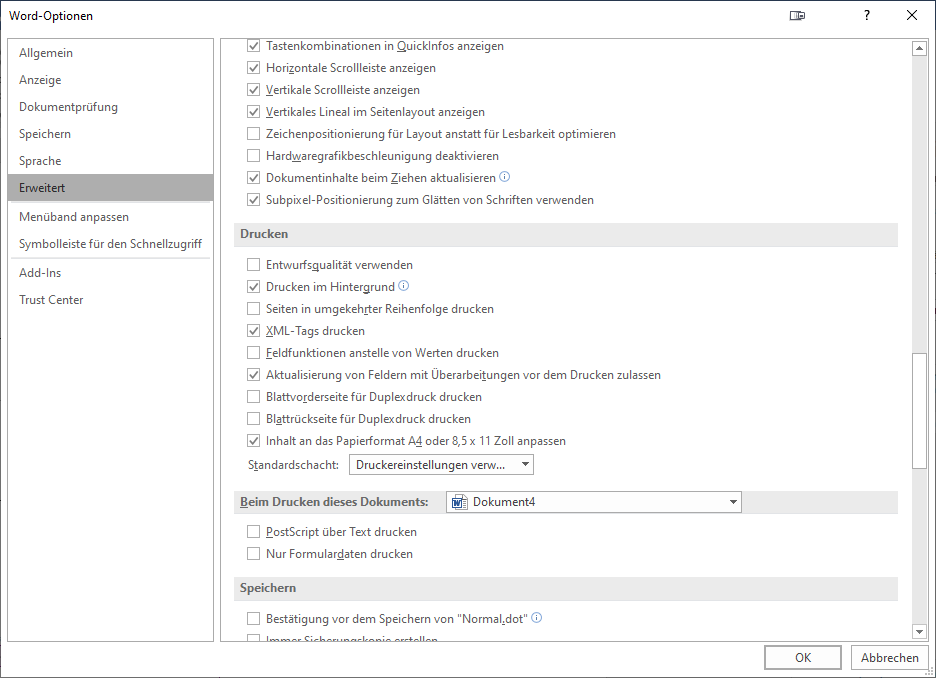 Word-Optionen
?
Allgemein
Anzeige
Dokumentprüfung
Speichern
Sprache
Erweitert
Menüband anpassen
Symbolleiste für den Schnellzugriff
Add-Ins
Trust Center
Tastenkombinationen in QuickInfos anzeigen
Horizontale Scrollleiste anzeigen
Vertikale Scrollleiste anzeigen
Vertikales Lineal im Seitenlayout anzeigen
Zeichenpositionierung für Layout anstatt für Lesbarkeit optimieren
Hardwaregrafikbeschleunigung deaktivieren
Dokumentinhalte beim Ziehen aktualisieren
Subpixel-Positionierung zum Glätten von Schriften verwenden
Drucken
Entwurfsqualität verwenden
Drucken im Hintergrund
Seiten in umgekehrter Reihenfolge drucken
XML-Tags drucken
Feldfunktionen anstelle von Werten drucken
Aktualisierung von Feldern mit Überarbeitungen vor dem Drucken zulassen
Blattvorderseite für Duplexdruck drucken
Blattrückseite für Duplexdruck drucken
Inhalt an das Papierformat A4 oder 8,5 x 11 Zoll anpassen
Standardschacht: Druckereinstellungen verw...
Beim Drucken dieses Dokuments: Dokument4
PostScript über Text drucken
Nur Formulardaten drucken
Speichern
Bestätigung vor dem Speichern von "Normal.dot"
Immer Sicherungskopie erstellen
OK Abbrechen